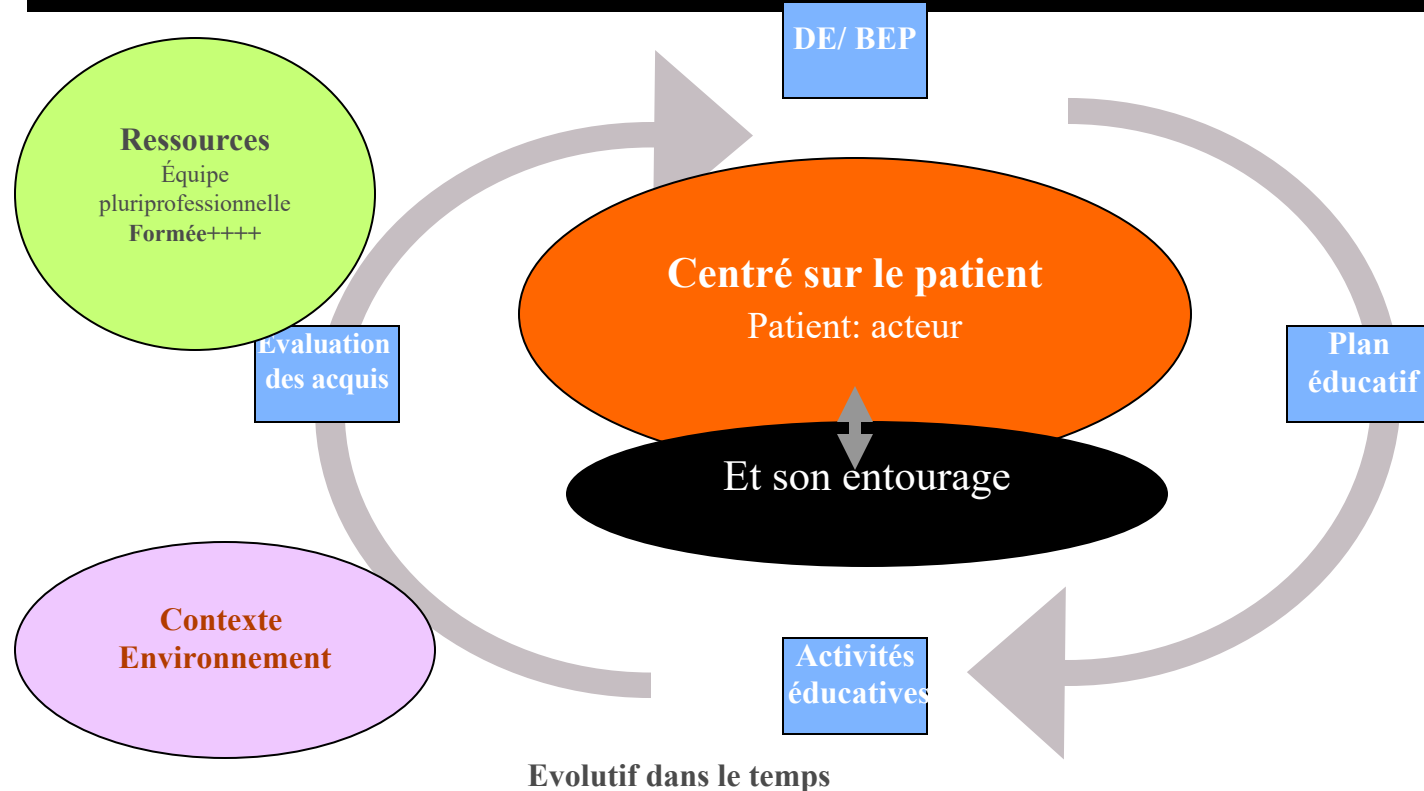 DE/ BEP
Ressources
Équipe
pluriprofessionnelle
Formée++++
Centré sur le patient
Patient: acteur
Evaluation
des acquis
Plan
éducatif
Et son entourage
Contexte
Environnement
Activités
éducatives
Evolutif dans le temps